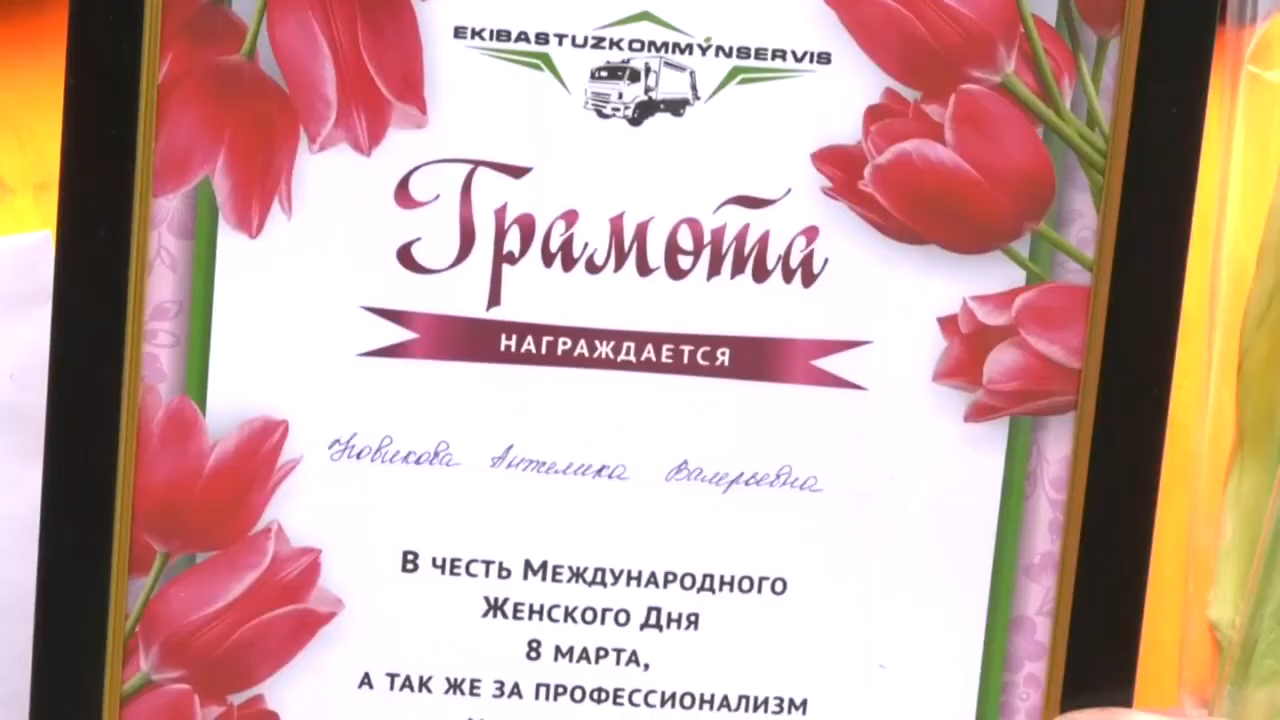 EKIBASTUZKOMMYNSERVIS
Грамота
НАГРАЖДАЕТСЯ
Новикова Анжелика Валерьевна
В ЧЕСТЬ МЕЖДУНАРОДНОГО
ЖЕНСКОГО ДНЯ
8 МАРТА,
А ТАК ЖЕ ЗА ПРОФЕССИОНАЛИЗМ